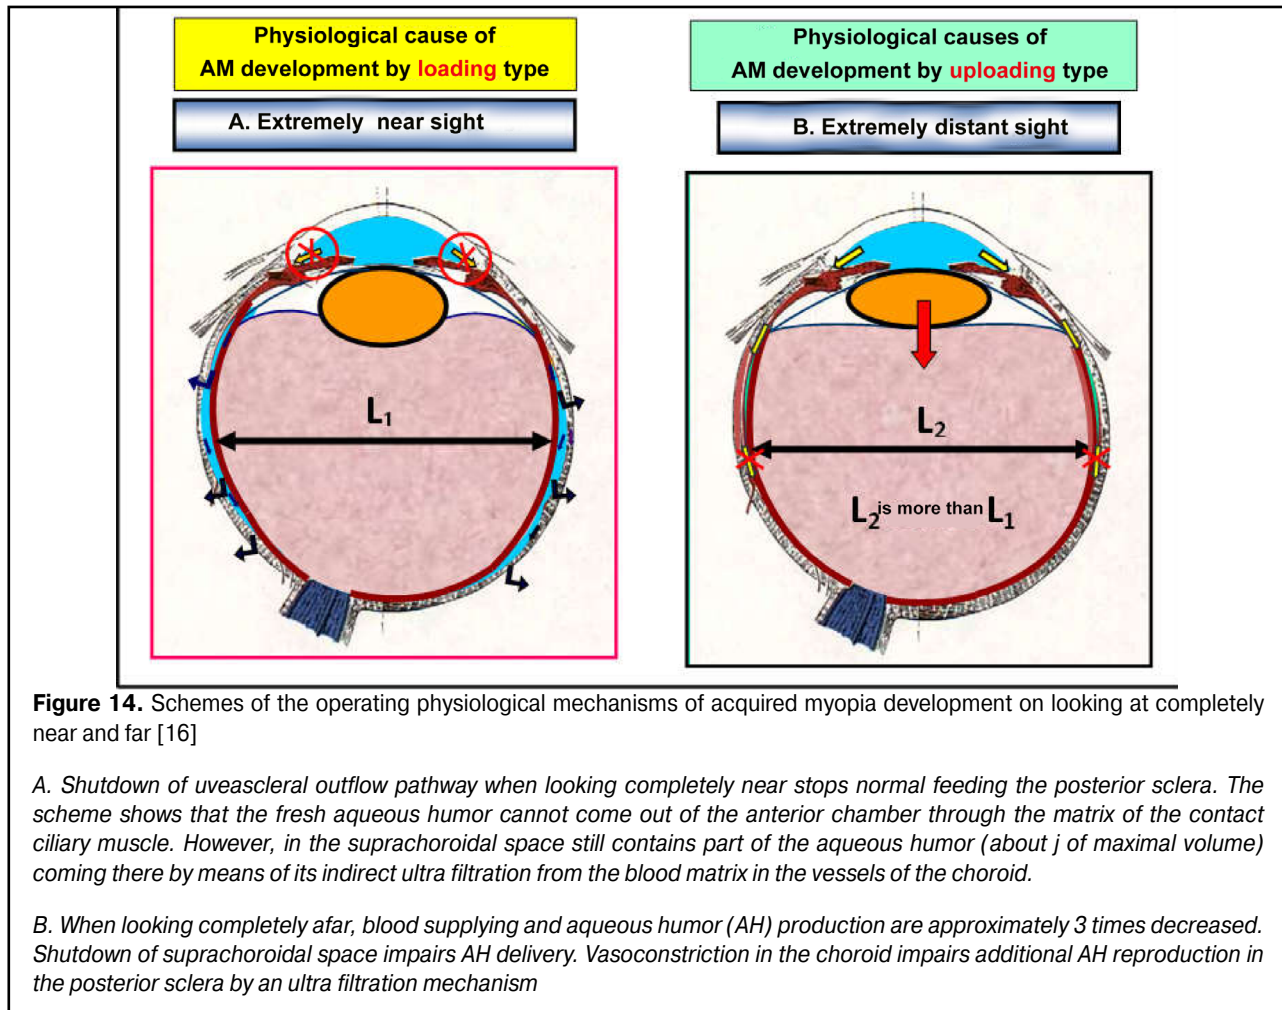 Physiological cause of
AM development by loading type
A. Extremely near sight
Physiological causes of
AM development by uploading type
B. Extremely distant sight
L₁
L₂
L₂ is more than L₁
Figure 14. Schemes of the operating physiological mechanisms of acquired myopia development on looking at completely
near and far [16]
A. Shutdown of uveascleral outflow pathway when looking completely near stops normal feeding the posterior sclera. The
scheme shows that the fresh aqueous humor cannot come out of the anterior chamber through the matrix of the contact
ciliary muscle. However, in the suprachoroidal space still contains part of the aqueous humor (about j of maximal volume)
coming there by means of its indirect ultra filtration from the blood matrix in the vessels of the choroid.
B. When looking completely afar, blood supplying and aqueous humor (AH) production are approximately 3 times decreased.
Shutdown of suprachoroidal space impairs AH delivery. Vasoconstriction in the choroid impairs additional AH reproduction in
the posterior sclera by an ultra filtration mechanism